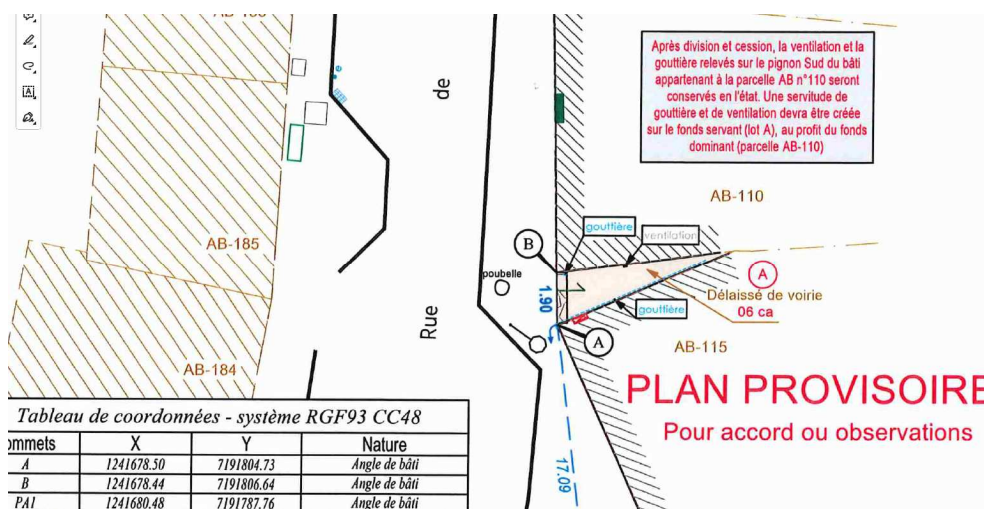 Après division et cession, la ventilation et la
gouttière relevés sur le pignon Sud du bâti
appartenant à la parcelle AB n°110 seront
conservés en l'état. Une servitude de
gouttière et de ventilation devra être créée
sur le fonds servant (lot A), au profit du fonds
dominant (parcelle AB-110)
de
e
AB-110
AB-185
gouttière
ventilation
B
poubelle
1.90
A
Délaissé de voirie
06 ca
gouttière
Rue
A
AB-115
AB-184
PLAN PROVISOIRE
Pour accord ou observations
Tableau de coordonnées - système RGF93 CC48
ommets X Y Nature
A 1241678.50 7191804.73 Angle de bâti
B 1241678.44 7191806.64 Angle de bâti
PA1 1241680.48 7191787.76 Angle de bâti
17.09